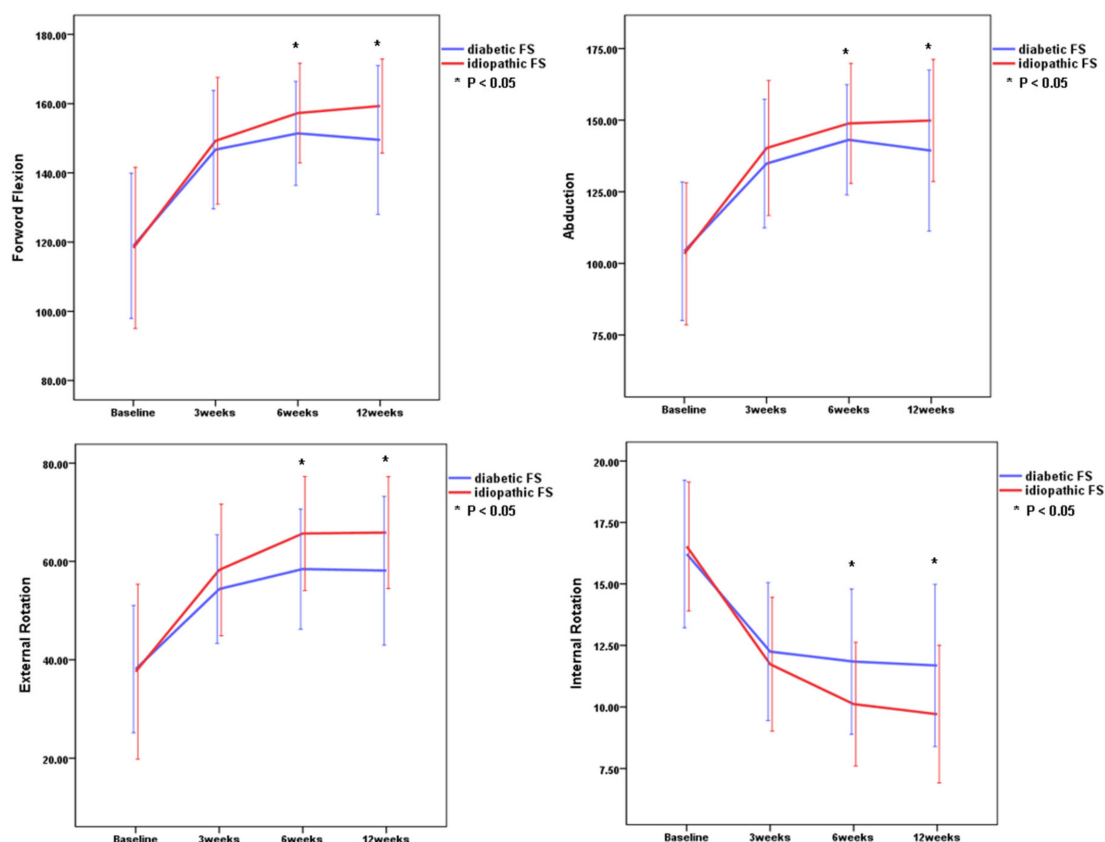 180.00
160.00
140.00
120.00
100.00
80.00
Forword Flexion
Baseline 3weeks 6weeks 12weeks
* *
diabetic FS
idiopathic FS
* P < 0.05
175.00
150.00
125.00
100.00
75.00
Abduction
Baseline 3weeks 6weeks 12weeks
* *
diabetic FS
idiopathic FS
* P < 0.05
80.00
60.00
40.00
20.00
External Rotation
Baseline 3weeks 6weeks 12weeks
* *
diabetic FS
idiopathic FS
* P < 0.05
20.00
17.50
15.00
12.50
10.00
7.50
Internal Rotation
Baseline 3weeks 6weeks 12weeks
* *
diabetic FS
idiopathic FS
* P < 0.05